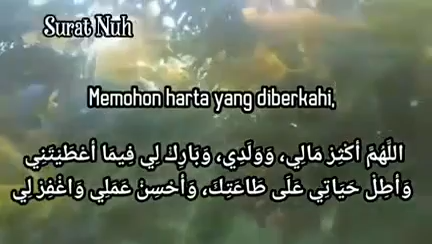 Surat Nuh
Memohon harta yang diberkahi,
اللَّهُمَّ أَكْثِرْ مَالِي، وَوَلَدِي، وَبَارِكْ لِي فِيمَا أَعْطَيْتَنِي
وَأَطِلْ حَيَاتِي عَلَى طَاعَتِكَ، وَأَحْسِنْ عَمَلِي وَاغْفِرْ لِي